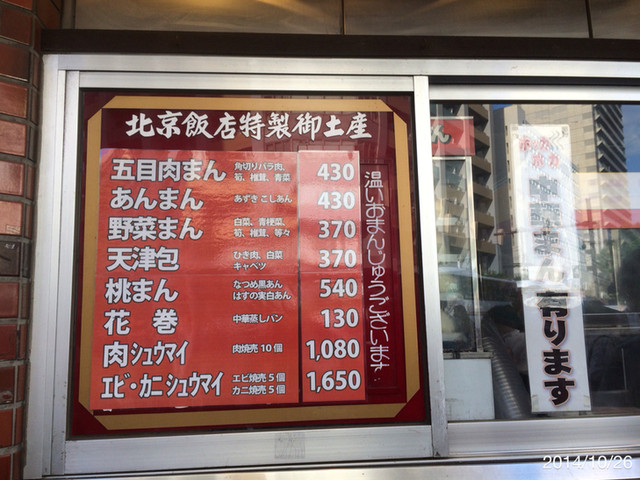 北京飯店特製御土産
五目肉まん 角切りバラ肉、筍、椎茸、青菜 430
あんまん あずき こしあん 430
野菜まん 白菜、青梗菜、筍、椎茸、等々 370
天津包 ひき肉、白菜 キャベツ 370
桃まん なつめ黒あん はすの実白あん 540
花 巻 中華蒸しパン 130
肉シュウマイ 肉焼売10個 1,080
エビ・カニシュウマイ エビ焼売5個 カニ焼売5個 1,650
温いおまんじゅうございます
ん
ホカ
ホカ
ります
2014/10/26